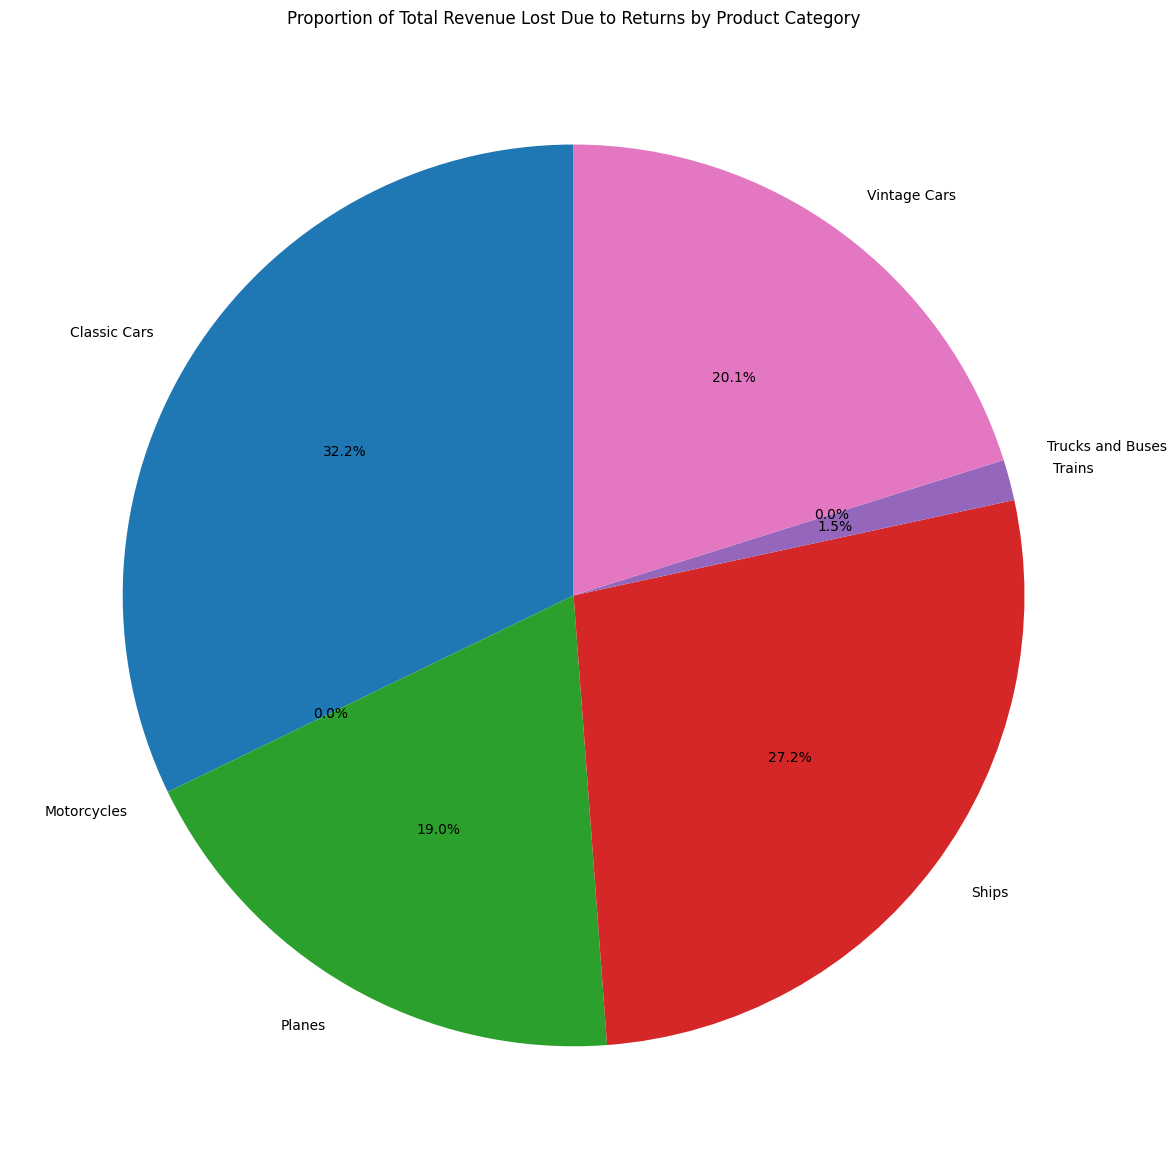 Proportion of Total Revenue Lost Due to Returns by Product Category
Vintage Cars
Classic Cars
20.1%
Trucks and Buses
32.2%
Trains
0.0%
1.5%
0.0%
27.2%
Motorcycles
19.0%
Ships
Planes